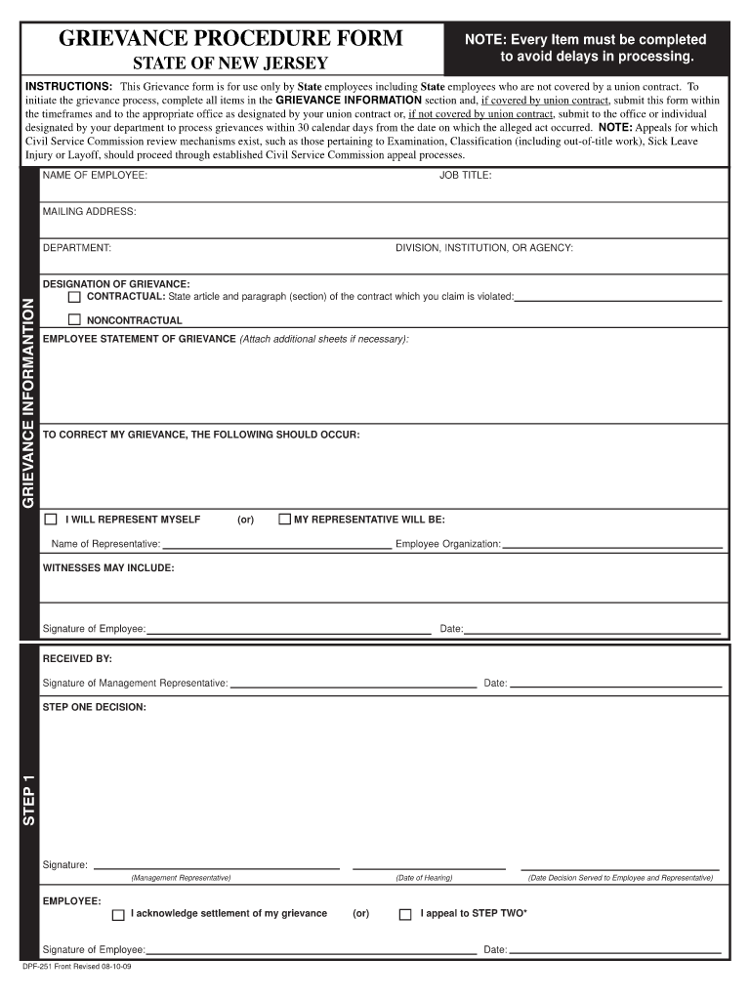 GRIEVANCE PROCEDURE FORM
STATE OF NEW JERSEY
NOTE: Every Item must be completed
to avoid delays in processing.
INSTRUCTIONS: This Grievance form is for use only by State employees including State employees who are not covered by a union contract. To
initiate the grievance process, complete all items in the GRIEVANCE INFORMATION section and, if covered by union contract, submit this form within
the timeframes and to the appropriate office as designated by your union contract or, if not covered by union contract, submit to the office or individual
designated by your department to process grievances within 30 calendar days from the date on which the alleged act occurred. NOTE: Appeals for which
Civil Service Commission review mechanisms exist, such as those pertaining to Examination, Classification (including out-of-title work), Sick Leave
Injury or Layoff, should proceed through established Civil Service Commission appeal processes.
GRIEVANCE INFORMANTION
NAME OF EMPLOYEE: JOB TITLE:
MAILING ADDRESS:
DEPARTMENT: DIVISION, INSTITUTION, OR AGENCY:
DESIGNATION OF GRIEVANCE:
CONTRACTUAL: State article and paragraph (section) of the contract which you claim is violated:
NONCONTRACTUAL
EMPLOYEE STATEMENT OF GRIEVANCE (Attach additional sheets if necessary):
TO CORRECT MY GRIEVANCE, THE FOLLOWING SHOULD OCCUR:
I WILL REPRESENT MYSELF (or) MY REPRESENTATIVE WILL BE:
Name of Representative: Employee Organization:
WITNESSES MAY INCLUDE:
Signature of Employee: Date:
STEP 1
RECEIVED BY:
Signature of Management Representative: Date:
STEP ONE DECISION:
Signature:
(Management Representative) (Date of Hearing) (Date Decision Served to Employee and Representative)
EMPLOYEE:
I acknowledge settlement of my grievance (or) I appeal to STEP TWO*
Signature of Employee: Date:
DPF-251 Front Revised 08-10-09